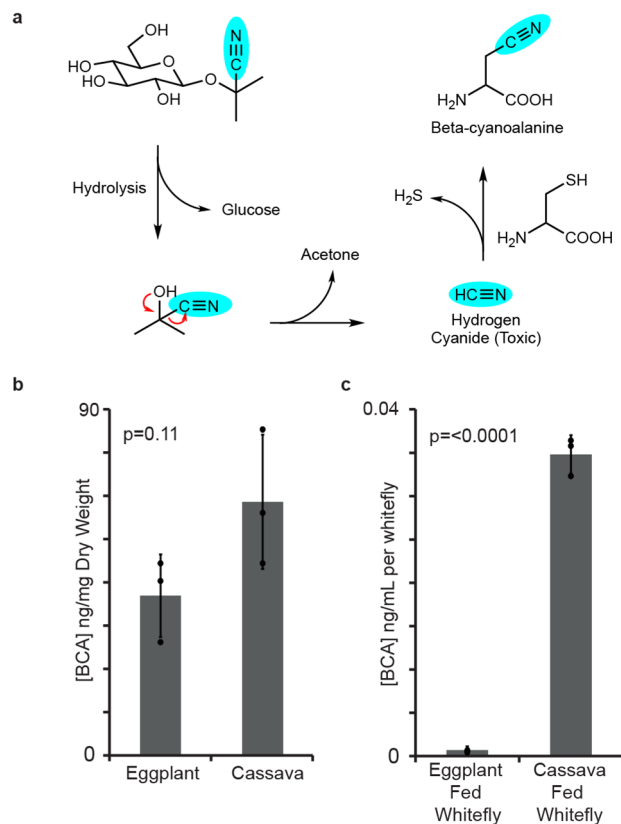 a
OH
HO
HO
O
OH
O
N
C
C≡N
H₂N
COOH
Beta-cyanoalanine
Hydrolysis
Glucose
H₂S
SH
H₂N
COOH
Acetone
OH
C≡N
HC≡N
Hydrogen
Cyanide (Toxic)
b
90
p=0.11
[BCA] ng/mg Dry Weight
0
Eggplant
Cassava
c
0.04
p=<0.0001
[BCA] ng/mL per whitefly
0
Eggplant
Fed
Whitefly
Cassava
Fed
Whitefly